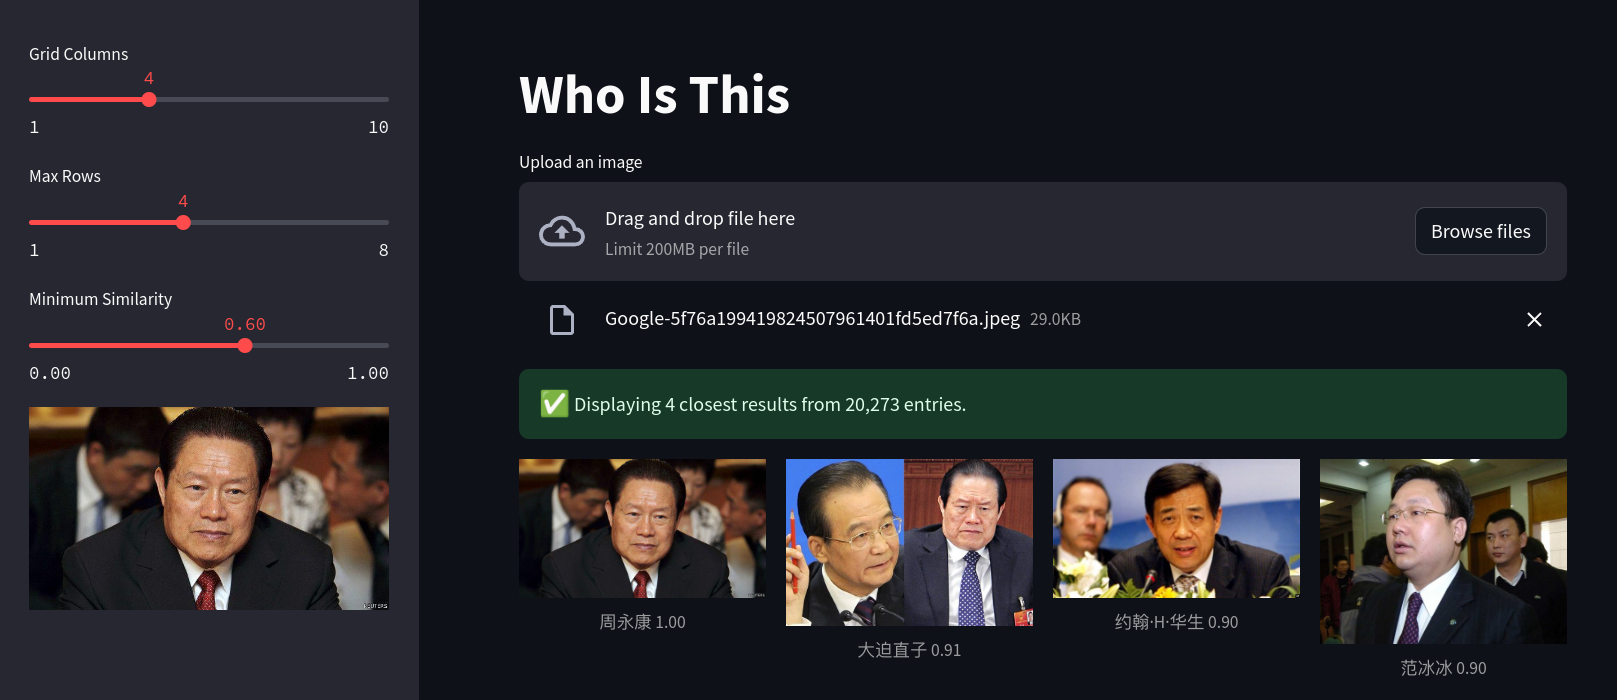 Grid Columns
4
1 10
Max Rows
4
1 8
Minimum Similarity
0.60
0.00 1.00
REUTERS
Who Is This
Upload an image
Drag and drop file here
Limit 200MB per file
Browse files
Google-5f76a199419824507961401fd5ed7f6a.jpeg 29.0KB
Displaying 4 closest results from 20,273 entries.
周永康 1.00
大迫直子 0.91
约翰·H·华生 0.90
范冰冰 0.90